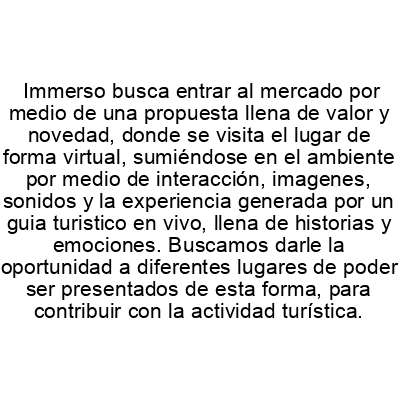 Immerso busca entrar al mercado por
medio de una propuesta llena de valor y
novedad, donde se visita el lugar de
forma virtual, sumiéndose en el ambiente
por medio de interacción, imagenes,
sonidos y la experiencia generada por un
guia turistico en vivo, llena de historias y
emociones. Buscamos darle la
oportunidad a diferentes lugares de poder
ser presentados de esta forma, para
contribuir con la actividad turística.